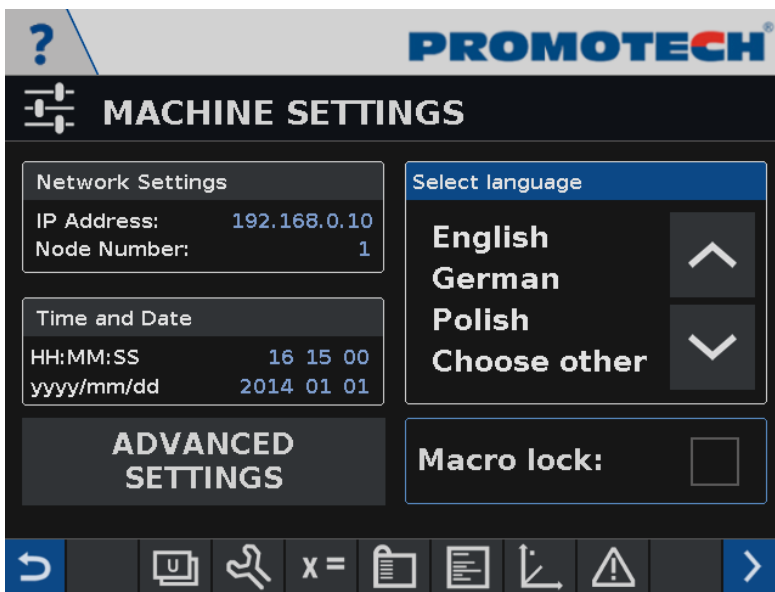 ?
PROMOTECH®
MACHINE SETTINGS
Network Settings
IP Address: 192.168.0.10
Node Number: 1
Time and Date
HH:MM:SS 16 15 00
yyyy/mm/dd 2014 01 01
ADVANCED
SETTINGS
Select language
English
German
Polish
Choose other
Macro lock:
U
x =